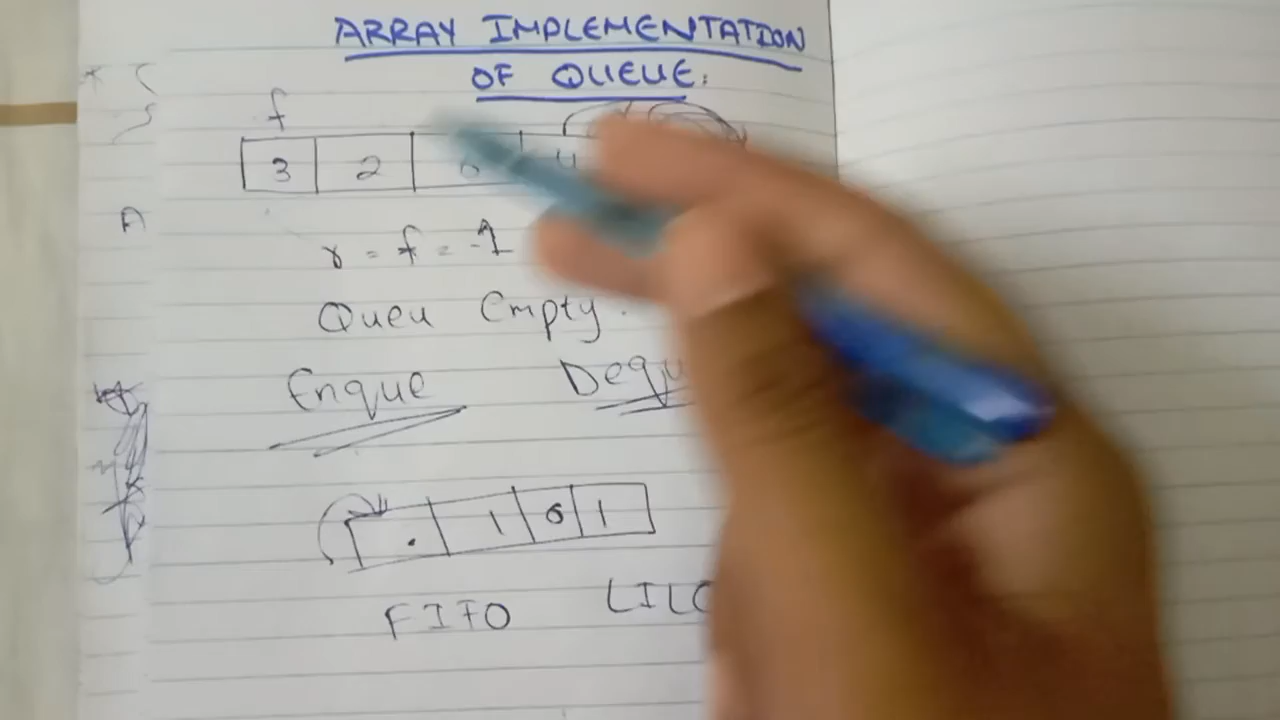 ARRAY IMPLEMENTATION
OF QUEUE.
f
3 2
r = f = -1
Queu Empty.
Enque
A
1 0 1
FIFO